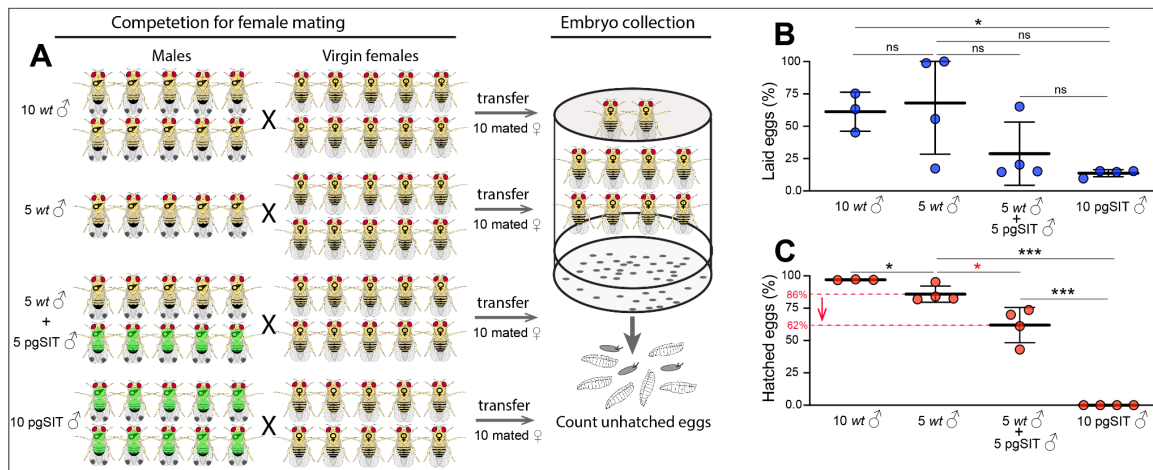 Competetion for female mating
Embryo collection
A
Males
Virgin females
10 wt ♂
X
transfer
10 mated ♀
5 wt ♂
X
transfer
10 mated ♀
5 wt ♂
+
5 pgSIT ♂
X
transfer
10 mated ♀
10 pgSIT ♂
X
transfer
10 mated ♀
Count unhatched eggs
B
*
ns
ns
ns
ns
Laid eggs (%)
100
75
50
25
0.0
10 wt ♂
5 wt ♂
5 wt ♂
+
5 pgSIT ♂
10 pgSIT ♂
C
***
*
*
***
Hatched eggs (%)
100
86%
75
62%
50
25
0.0
10 wt ♂
5 wt ♂
5 wt ♂
+
5 pgSIT ♂
10 pgSIT ♂